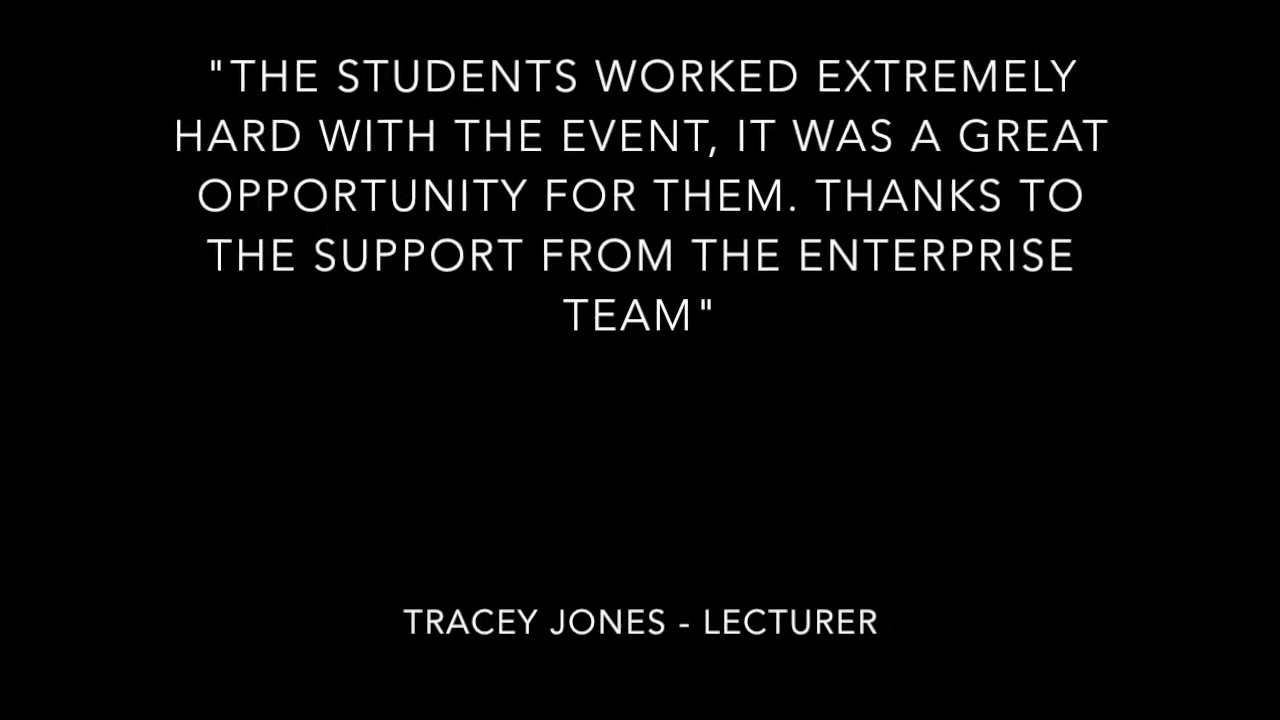 "THE STUDENTS WORKED EXTREMELY
HARD WITH THE EVENT, IT WAS A GREAT
OPPORTUNITY FOR THEM. THANKS TO
THE SUPPORT FROM THE ENTERPRISE
TEAM"
TRACEY JONES - LECTURER